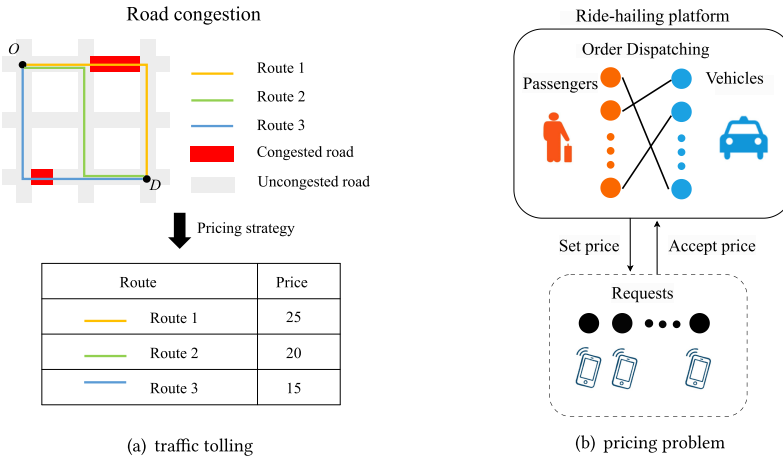 Road congestion
O
D
Route 1
Route 2
Route 3
Congested road
Uncongested road
Pricing strategy
Route Price
Route 1 25
Route 2 20
Route 3 15
(a) traffic tolling
Ride-hailing platform
Order Dispatching
Passengers
Vehicles
Set price
Accept price
Requests
(b) pricing problem